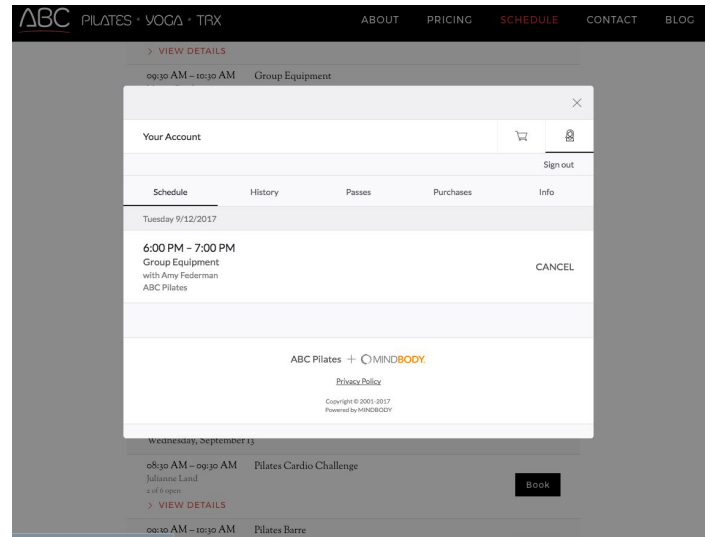 ABC PILATES • YOGA • TRX
ABOUT PRICING SCHEDULE CONTACT BLOG
> VIEW DETAILS
09:30 AM – 10:30 AM Group Equipment
×
Your Account
Sign out
Schedule History Passes Purchases Info
Tuesday 9/12/2017
6:00 PM – 7:00 PM
Group Equipment
with Amy Federman
ABC Pilates
CANCEL
ABC Pilates + MINDBODY.
Privacy Policy
Copyright © 2001-2017
Powered by MINDBODY
Wednesday, September 13
08:30 AM – 09:30 AM Pilates Cardio Challenge
Julianne Land
2 of 6 open
Book
> VIEW DETAILS
09:30 AM – 10:30 AM Pilates Barre